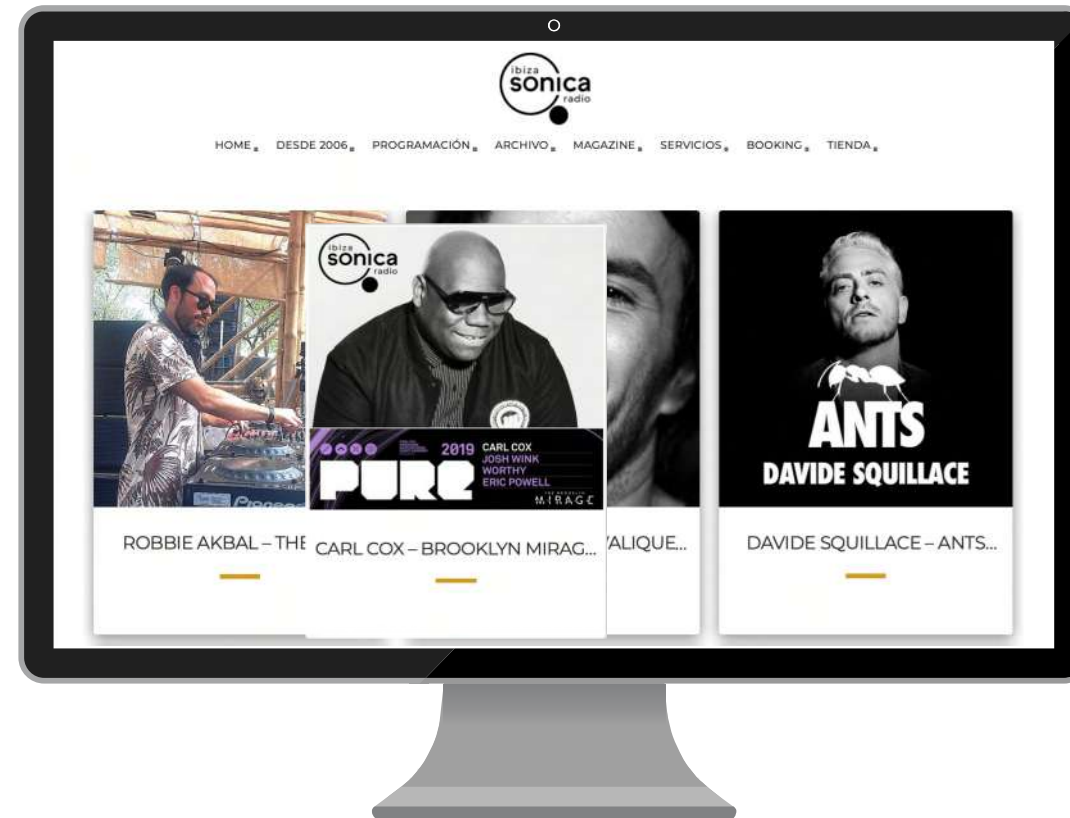 ibiza
sonica
radio
HOME
DESDE 2006
PROGRAMACIÓN
ARCHIVO
MAGAZINE
SERVICIOS
BOOKING
TIENDA
ibiza
sonica
radio
PURE
2019
CARL COX
JOSH WINK
WORTHY
ERIC POWELL
MIRAGE
ANTS
DAVIDE SQUILLACE
Pioneer
ROBBIE AKBAL – THE
CARL COX – BROOKLYN MIRAG...
VALIQUE...
DAVIDE SQUILLACE – ANTS...